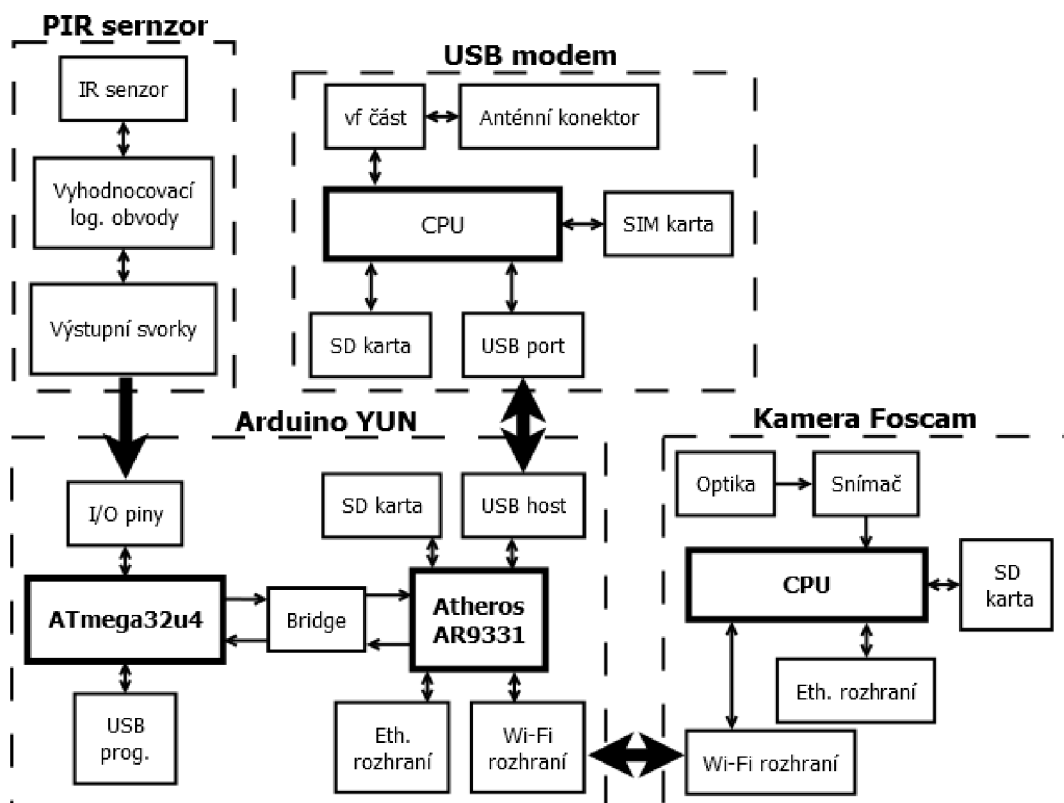 PIR sernzor
IR senzor
Vyhodnocovací
log. obvody
Výstupní svorky
USB modem
vf část
Anténní konektor
CPU
SIM karta
SD karta
USB port
Arduino YUN
I/O piny
SD karta
USB host
ATmega32u4
Bridge
Atheros
AR9331
USB
prog.
Eth.
rozhraní
Wi-Fi
rozhraní
Kamera Foscam
Optika
Snímač
CPU
SD
karta
Eth. rozhraní
Wi-Fi rozhraní